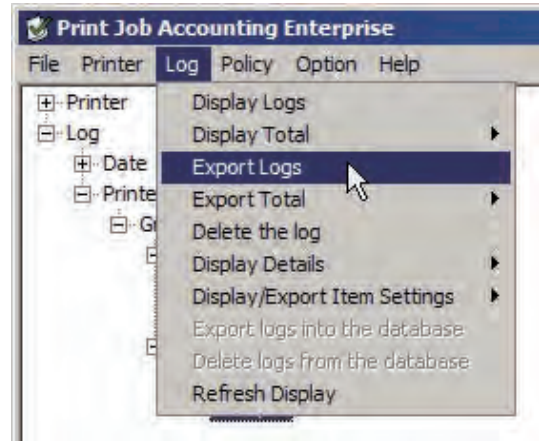 Print Job Accounting Enterprise
File Printer Log Policy Option Help
Printer
Log
Date
Printe
Gr
Display Logs
Display Total
Export Logs
Export Total
Delete the log
Display Details
Display/Export Item Settings
Export logs into the database
Delete logs from the database
Refresh Display